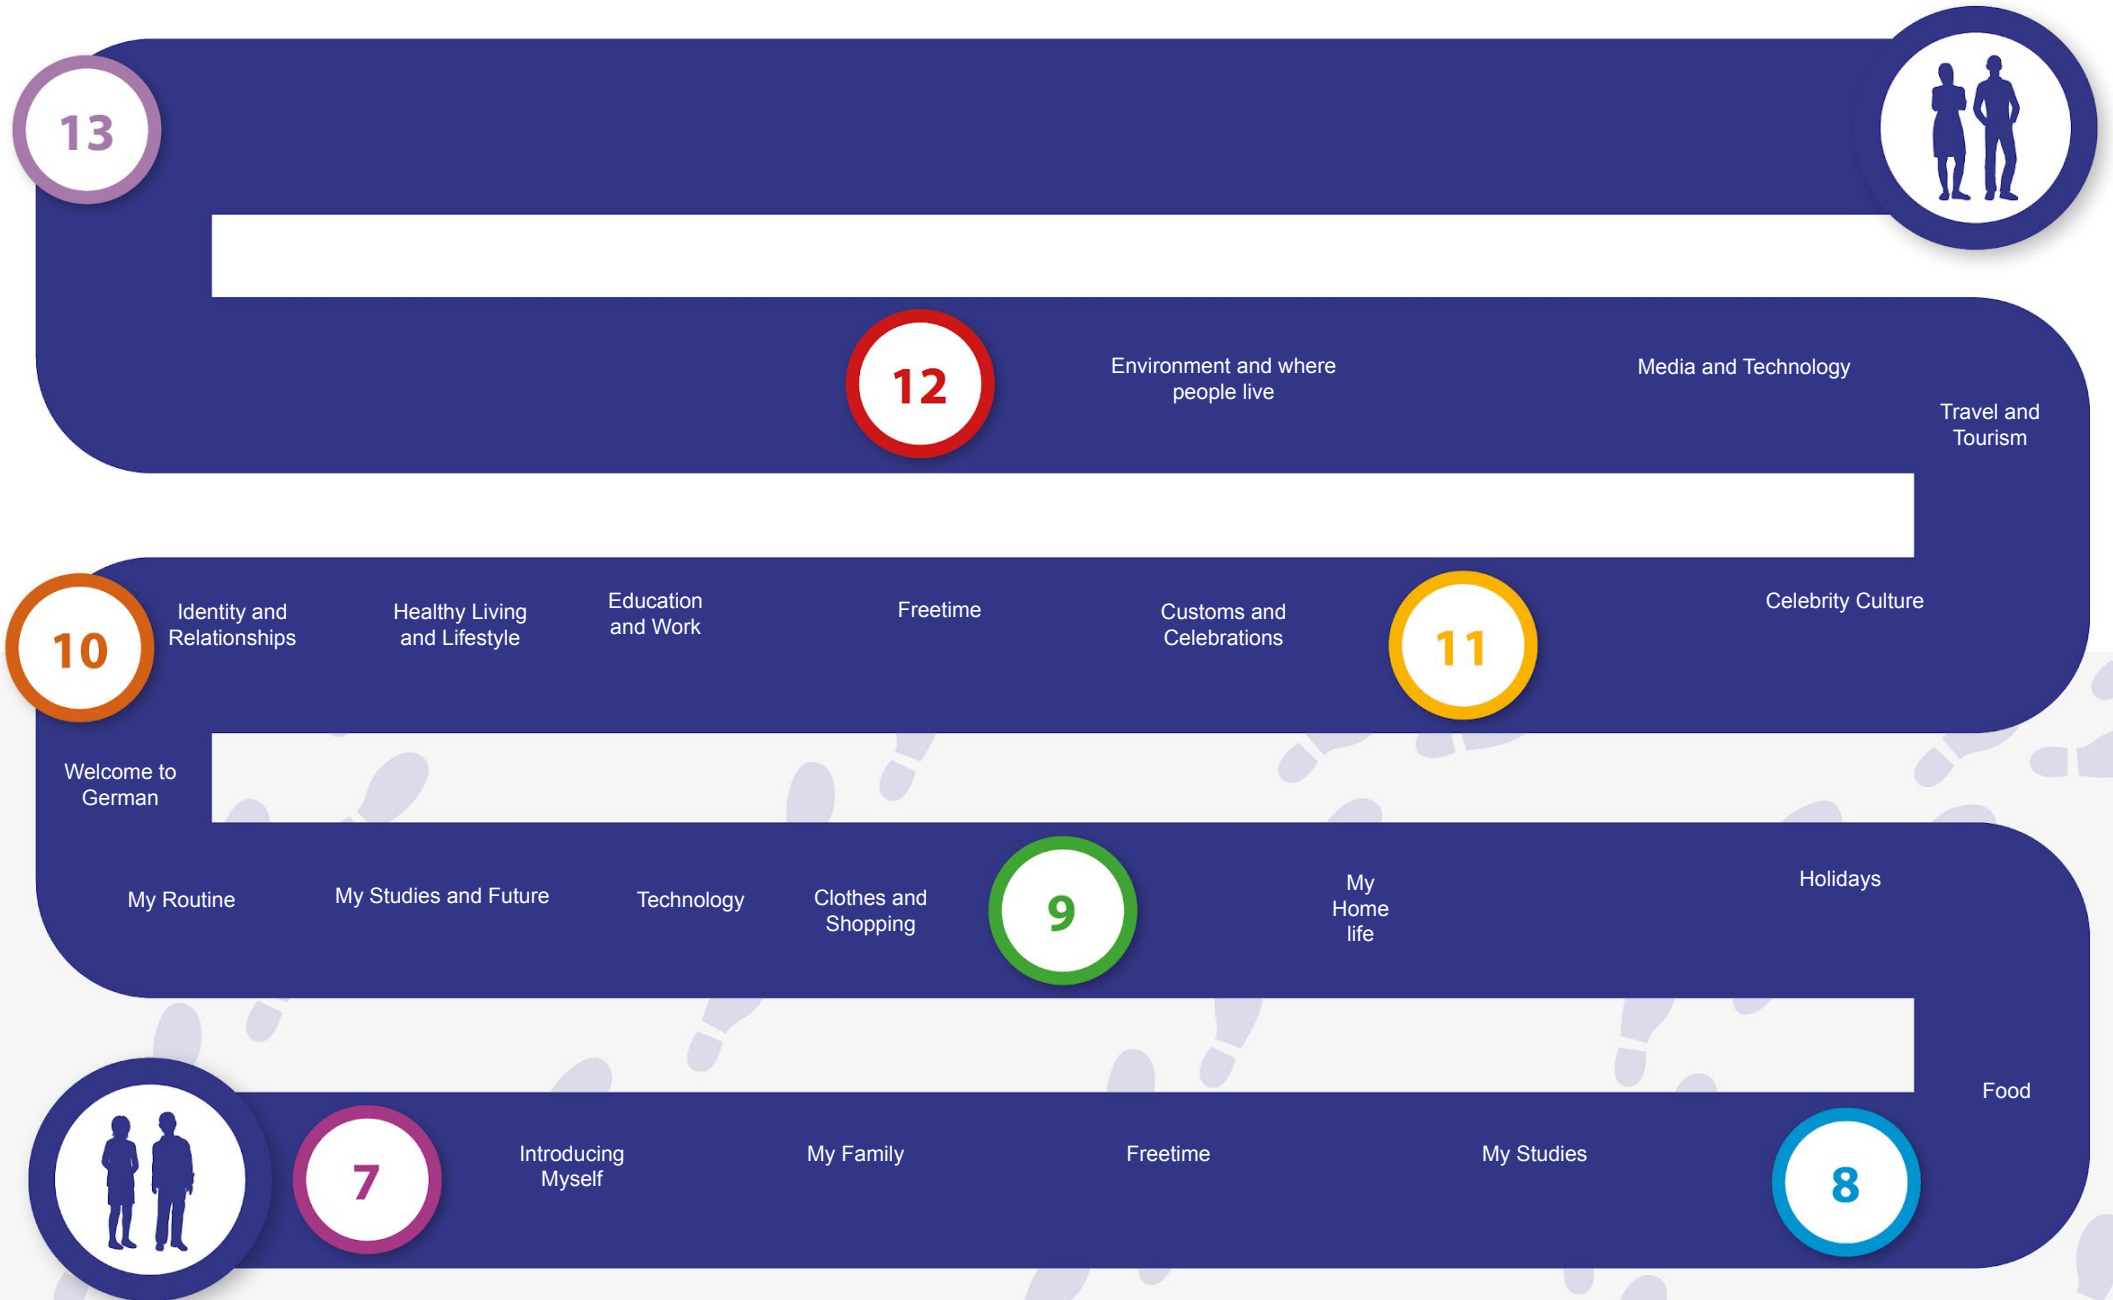 13
12
Environment and where
people live
Media and Technology
Travel and
Tourism
10
Identity and
Relationships
Healthy Living
and Lifestyle
Education
and Work
Freetime
Customs and
Celebrations
11
Celebrity Culture
Welcome to
German
My Routine
My Studies and Future
Technology
Clothes and
Shopping
9
My
Home
life
Holidays
Food
7
Introducing
Myself
My Family
Freetime
My Studies
8